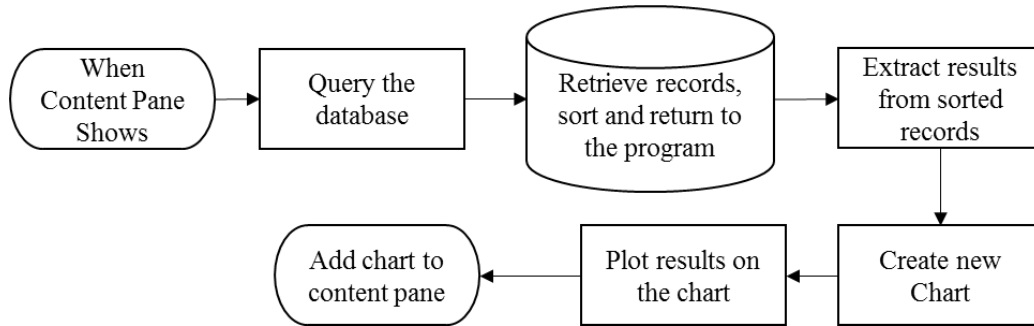 When
Content Pane
Shows
Query the
database
Retrieve records,
sort and return to
the program
Extract results
from sorted
records
Create new
Chart
Plot results on
the chart
Add chart to
content pane